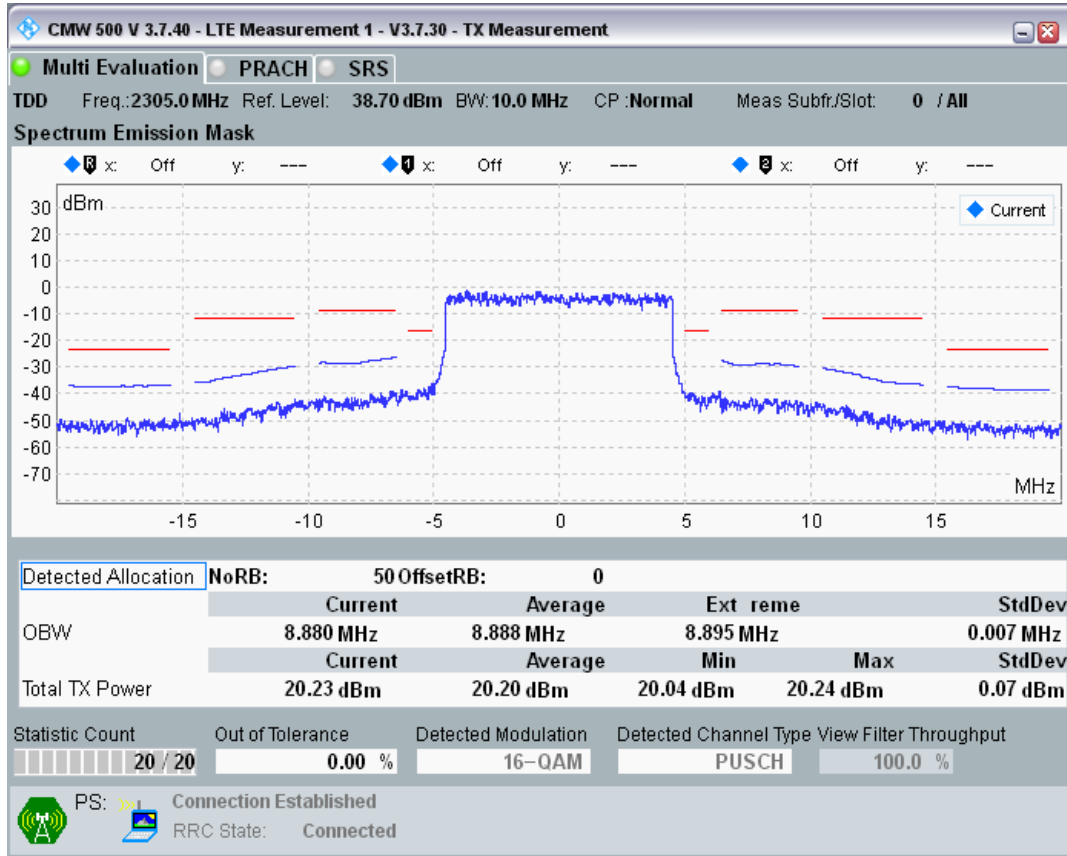 CMW 500 V 3.7.40 - LTE Measurement 1 - V3.7.30 - TX Measurement
Multi Evaluation PRACH SRS
TDD Freq.:2305.0 MHz Ref. Level: 38.70 dBm BW:10.0 MHz CP :Normal Meas Subfr./Slot: 0 / All
Spectrum Emission Mask
R x: Off y: --- 1 x: Off y: --- 2 x: Off y: ---
dBm
Current
30
20
10
0
-10
-20
-30
-40
-50
-60
-70
MHz
-15 -10 -5 0 5 10 15
Detected Allocation NoRB: 50 OffsetRB: 0
Current Average Ext reme StdDev
OBW 8.880 MHz 8.888 MHz 8.895 MHz 0.007 MHz
Current Average Min Max StdDev
Total TX Power 20.23 dBm 20.20 dBm 20.04 dBm 20.24 dBm 0.07 dBm
Statistic Count Out of Tolerance Detected Modulation Detected Channel Type View Filter Throughput
20 / 20 0.00 % 16-QAM PUSCH 100.0 %
PS: Connection Established
RRC State: Connected